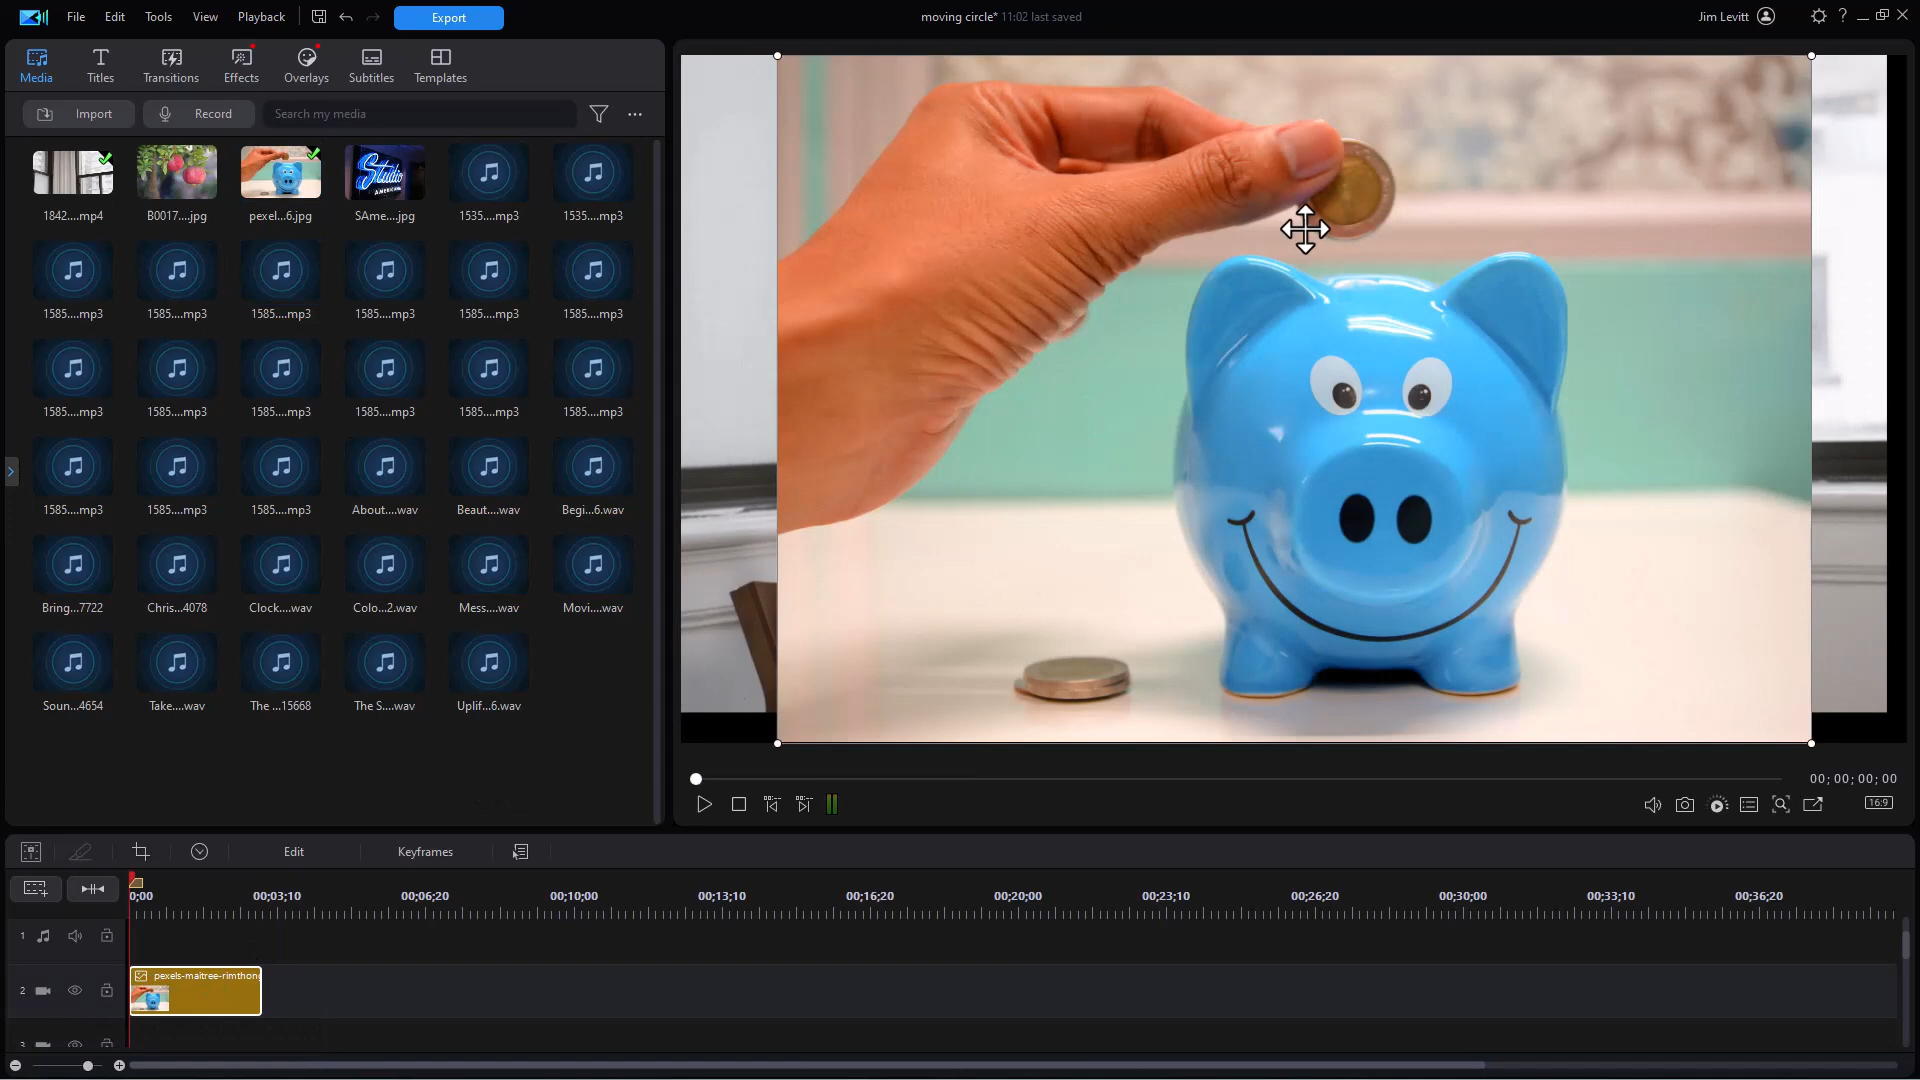 File Edit Tools View Playback Export moving circle* 11:02 last saved Jim Levitt ?
Media Titles Transitions Effects Overlays Subtitles Templates
Import Record Search my media
1842....mp4 B0017....jpg pexel...6.jpg SAme....jpg 1535....mp3 1535....mp3
Studio
AMERICANA
1585....mp3 1585....mp3 1585....mp3 1585....mp3 1585....mp3 1585....mp3
1585....mp3 1585....mp3 1585....mp3 1585....mp3 1585....mp3 1585....mp3
1585....mp3 1585....mp3 1585....mp3 About....wav Beaut....wav Begi...6.wav
Bring...7722 Chris...4078 Clock....wav Colo...2.wav Mess....wav Movi....wav
Soun...4654 Take....wav The ...15668 The S....wav Uplif...6.wav
00; 00; 00; 00
16:9
Edit Keyframes
0;00 00;03;10 00;06;20 00;10;00 00;13;10 00;16;20 00;20;00 00;23;10 00;26;20 00;30;00 00;33;10 00;36;20
1
pexels-maitree-rimthong
2
3